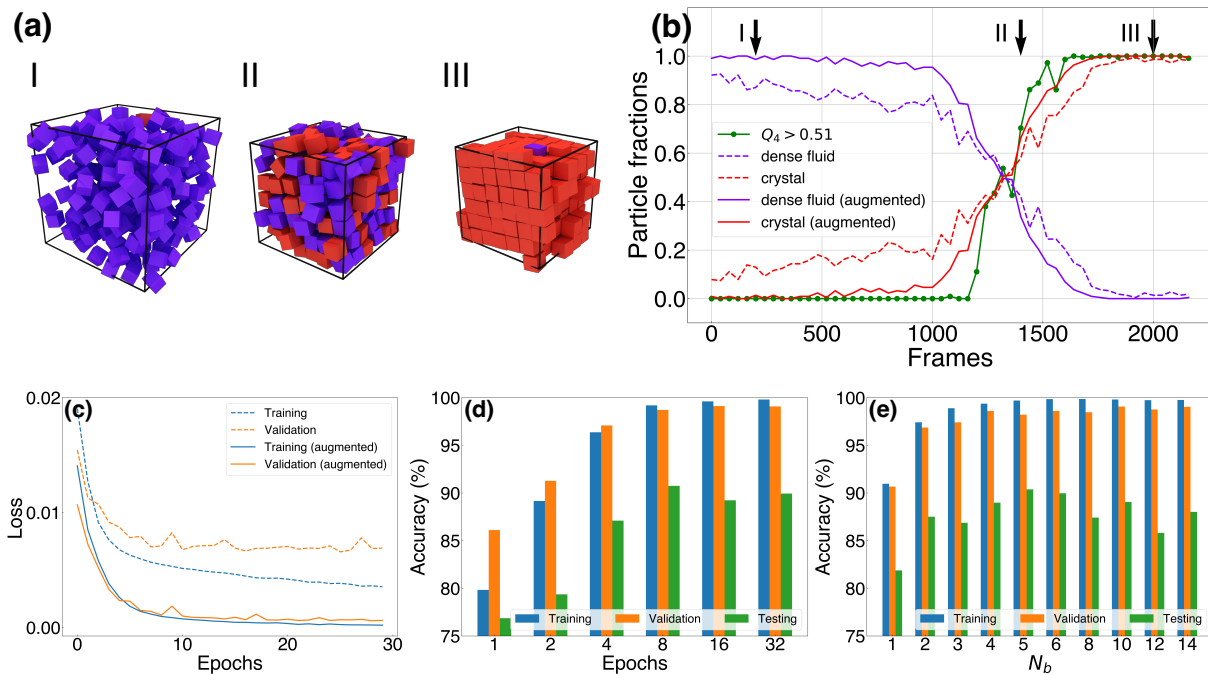 (a)
I
II
III
(b)
I
II
III
1.0
0.8
0.6
0.4
0.2
0.0
Particle fractions
Q4 > 0.51
dense fluid
crystal
dense fluid (augmented)
crystal (augmented)
0
500
1000
1500
2000
Frames
(c)
0.02
0.01
0.00
Loss
Training
Validation
Training (augmented)
Validation (augmented)
0
10
20
30
Epochs
(d)
100
95
90
85
80
75
Accuracy (%)
Training
Validation
Testing
1
2
4
8
16
32
Epochs
(e)
100
95
90
85
80
75
Accuracy (%)
Training
Validation
Testing
1
2
3
4
5
6
8
10
12
14
Nb